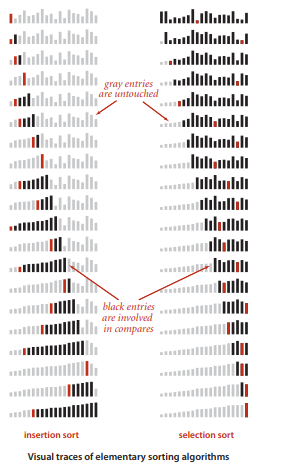 gray entries
are untouched
black entries
are involved
in compares
insertion sort
selection sort
Visual traces of elementary sorting algorithms